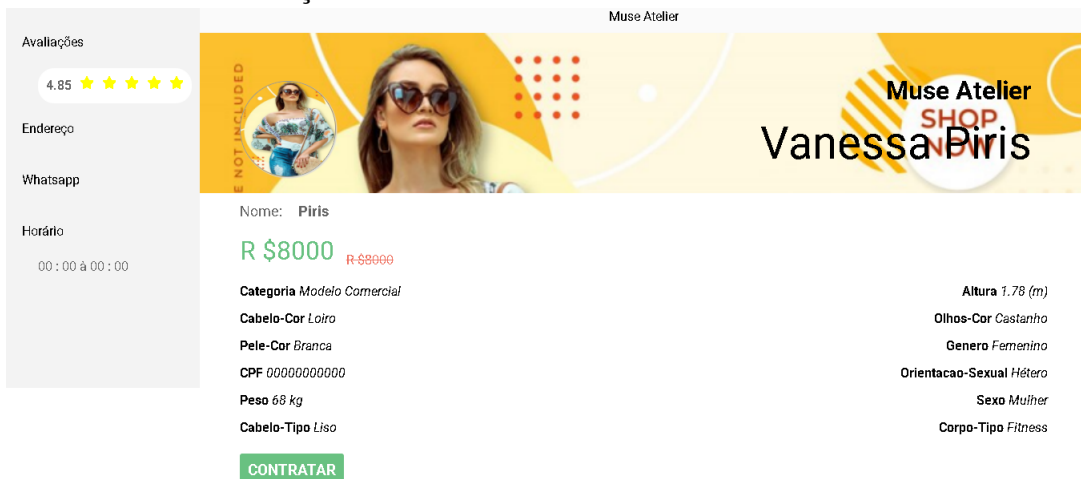 Muse Atelier
Avaliações
4.85
Endereço
Whatsapp
Horário
00 : 00 à 00 : 00
E NOT INCLUDED
Muse Atelier
SHOP
NOW
Vanessa Piris
Nome: Piris
R $8000 R $8000
Categoria Modelo Comercial
Altura 1.78 (m)
Cabelo-Cor Loiro
Olhos-Cor Castanho
Pele-Cor Branca
Genero Femenino
CPF 00000000000
Orientacao-Sexual Hétero
Peso 68 kg
Sexo Mulher
Cabelo-Tipo Liso
Corpo-Tipo Fitness
CONTRATAR